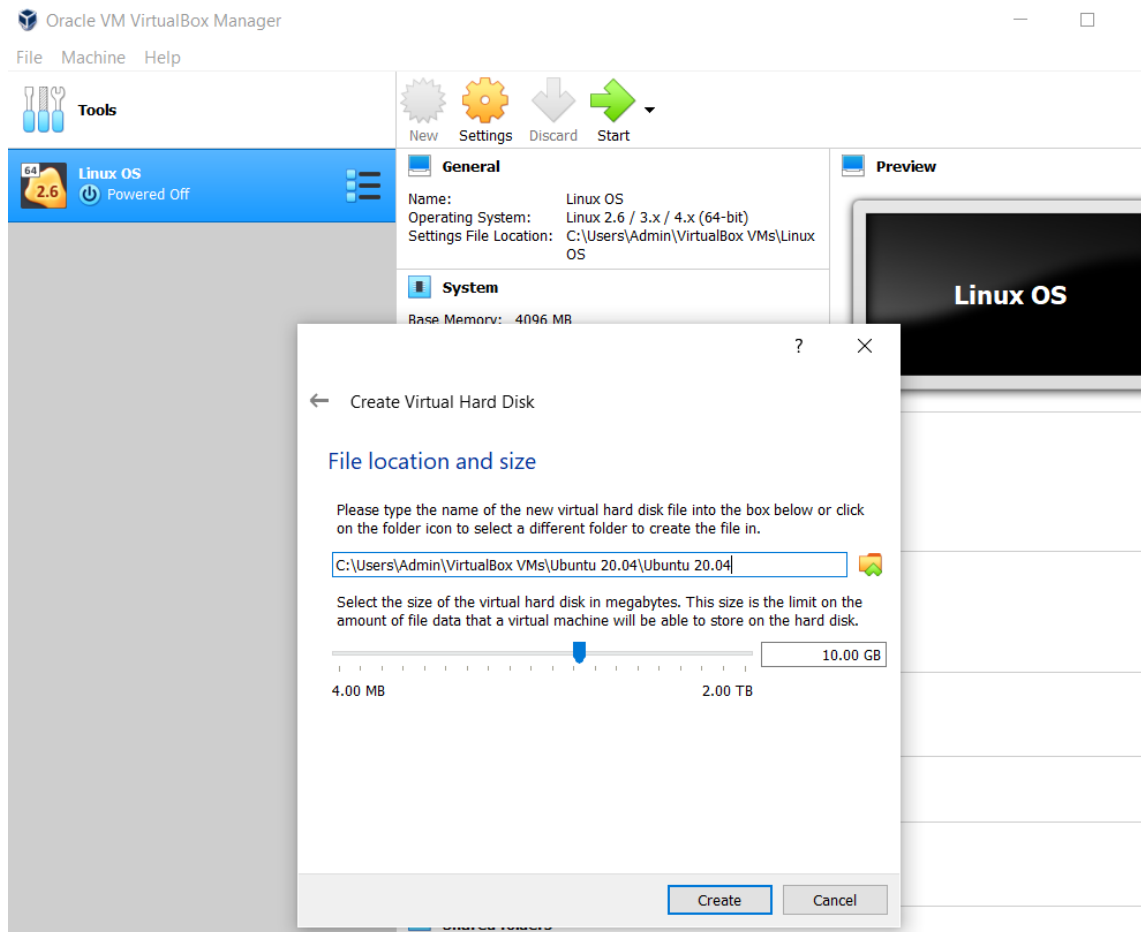 Oracle VM VirtualBox Manager
File Machine Help
Tools
New Settings Discard Start
64
2.6
Linux OS
Powered Off
General
Name: Linux OS
Operating System: Linux 2.6 / 3.x / 4.x (64-bit)
Settings File Location: C:\Users\Admin\VirtualBox VMs\Linux
OS
Preview
Linux OS
System
Base Memory: 4096 MB
?
Create Virtual Hard Disk
File location and size
Please type the name of the new virtual hard disk file into the box below or click
on the folder icon to select a different folder to create the file in.
C:\Users\Admin\VirtualBox VMs\Ubuntu 20.04\Ubuntu 20.04
Select the size of the virtual hard disk in megabytes. This size is the limit on the
amount of file data that a virtual machine will be able to store on the hard disk.
10.00 GB
4.00 MB 2.00 TB
Create Cancel
Shared folders